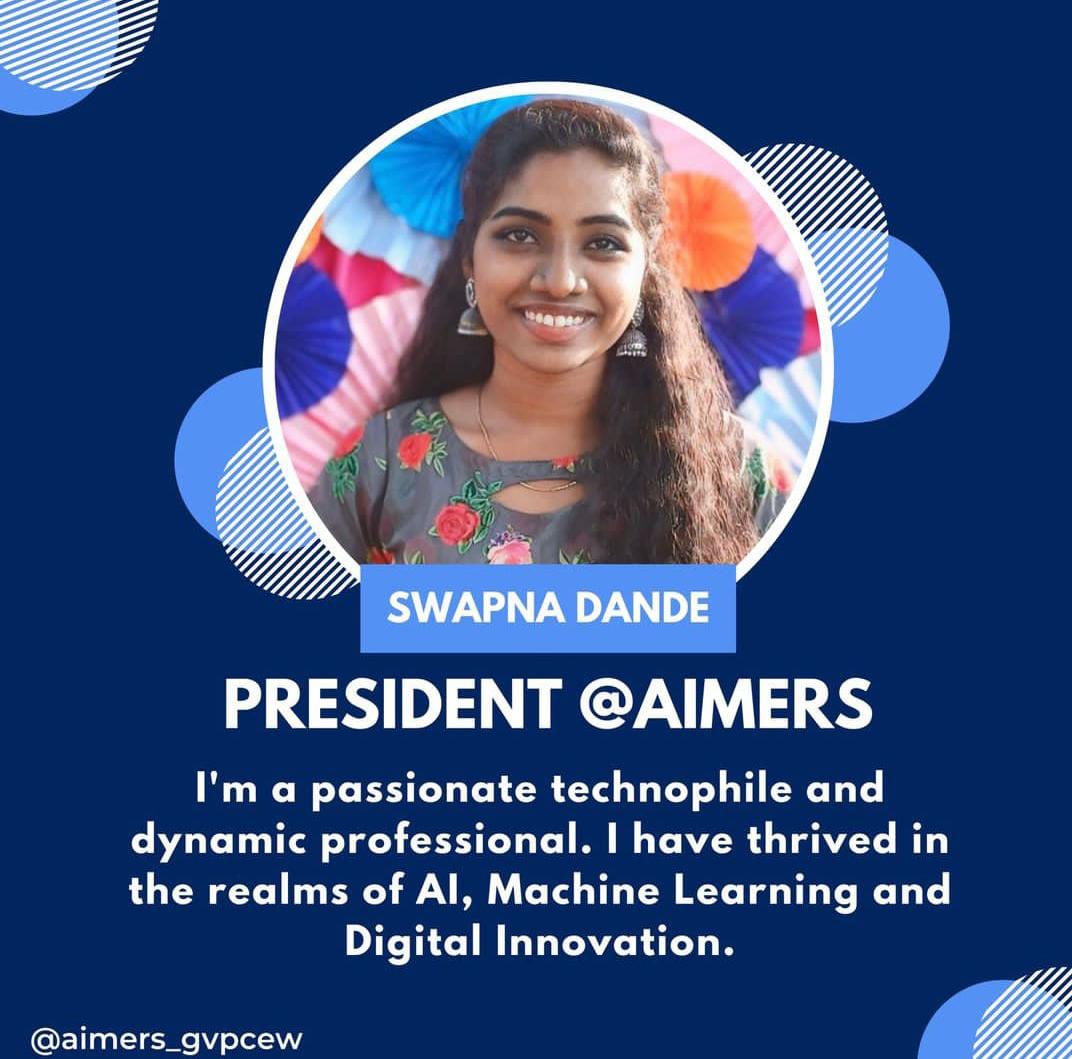 SWAPNA DANDE
PRESIDENT @AIMERS
I'm a passionate technophile and
dynamic professional. I have thrived in
the realms of AI, Machine Learning and
Digital Innovation.
@aimers_gvpcew